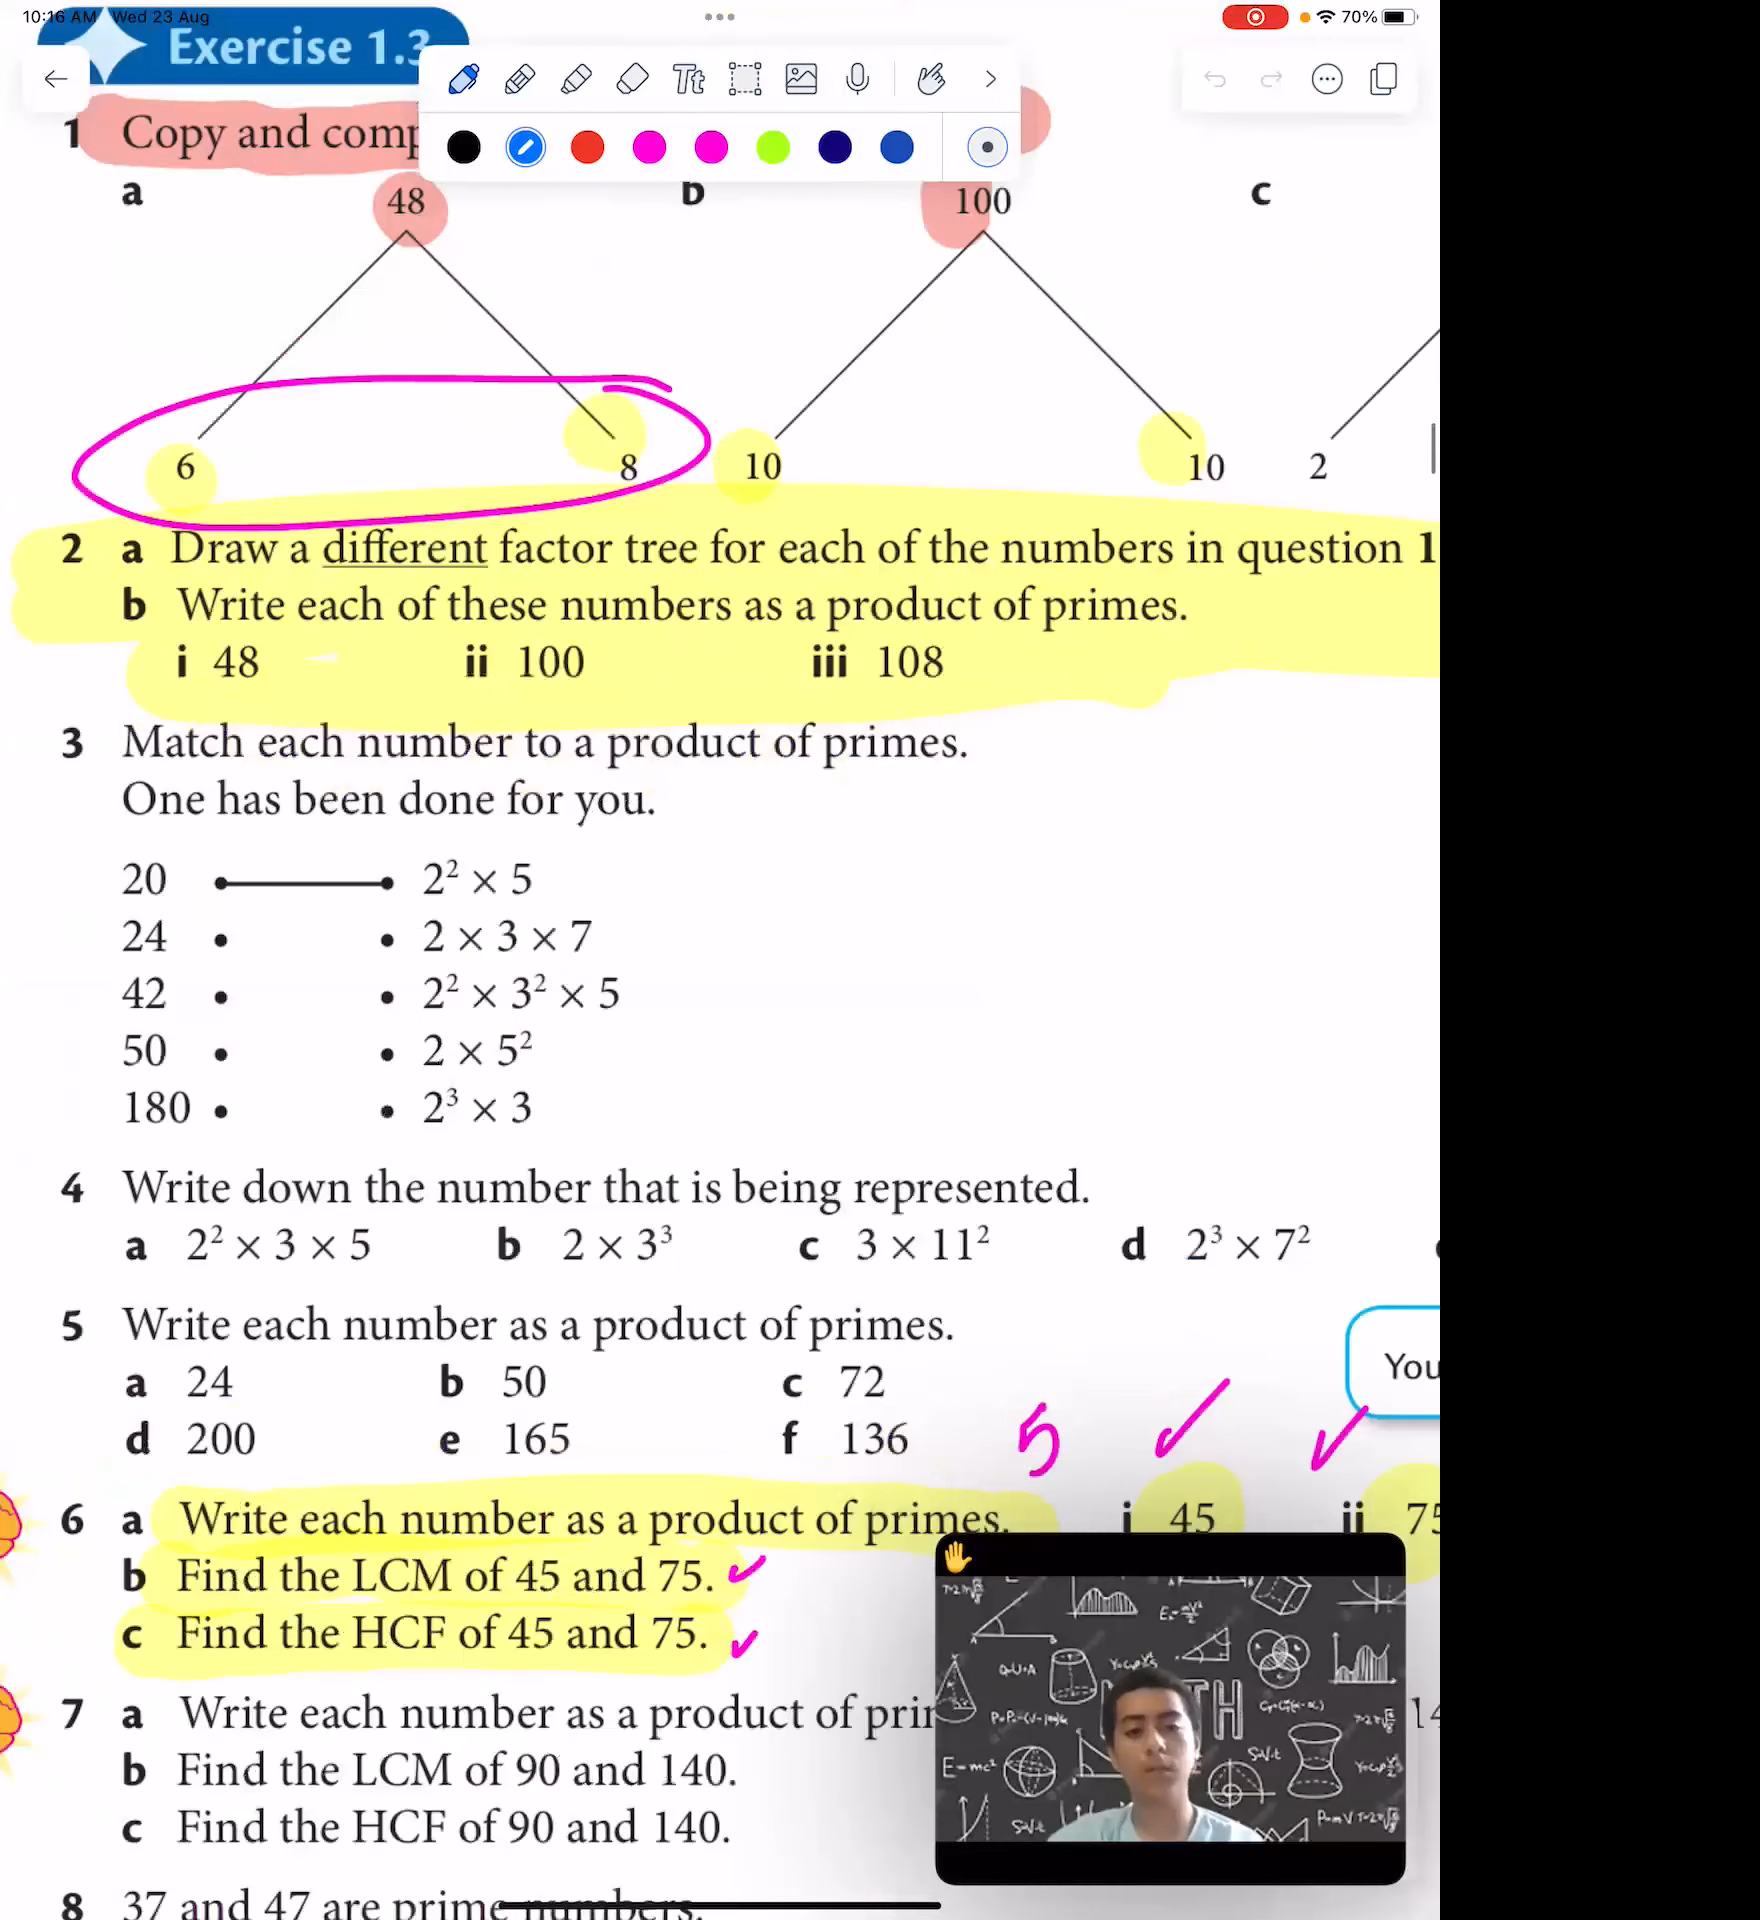 10:16 AM Wed 23 Aug
70%
Exercise 1.3
Tt
1 Copy and comp
a 48 b 100 c
6 8 10 10 2
2 a Draw a different factor tree for each of the numbers in question 1
b Write each of these numbers as a product of primes.
i 48 ii 100 iii 108
3 Match each number to a product of primes.
One has been done for you.
20 • • 2² × 5
24 • • 2 × 3 × 7
42 • • 2² × 3² × 5
50 • • 2 × 5²
180 • • 2³ × 3
4 Write down the number that is being represented.
a 2² × 3 × 5 b 2 × 3³ c 3 × 11² d 2³ × 7²
5 Write each number as a product of primes.
a 24 b 50 c 72
You
d 200 e 165 f 136 5
6 a Write each number as a product of primes. i 45 ii 75
b Find the LCM of 45 and 75.
c Find the HCF of 45 and 75.
7 a Write each number as a product of prin 14
b Find the LCM of 90 and 140.
c Find the HCF of 90 and 140.
8 37 and 47 are prime numbers.
TH
E=mc²